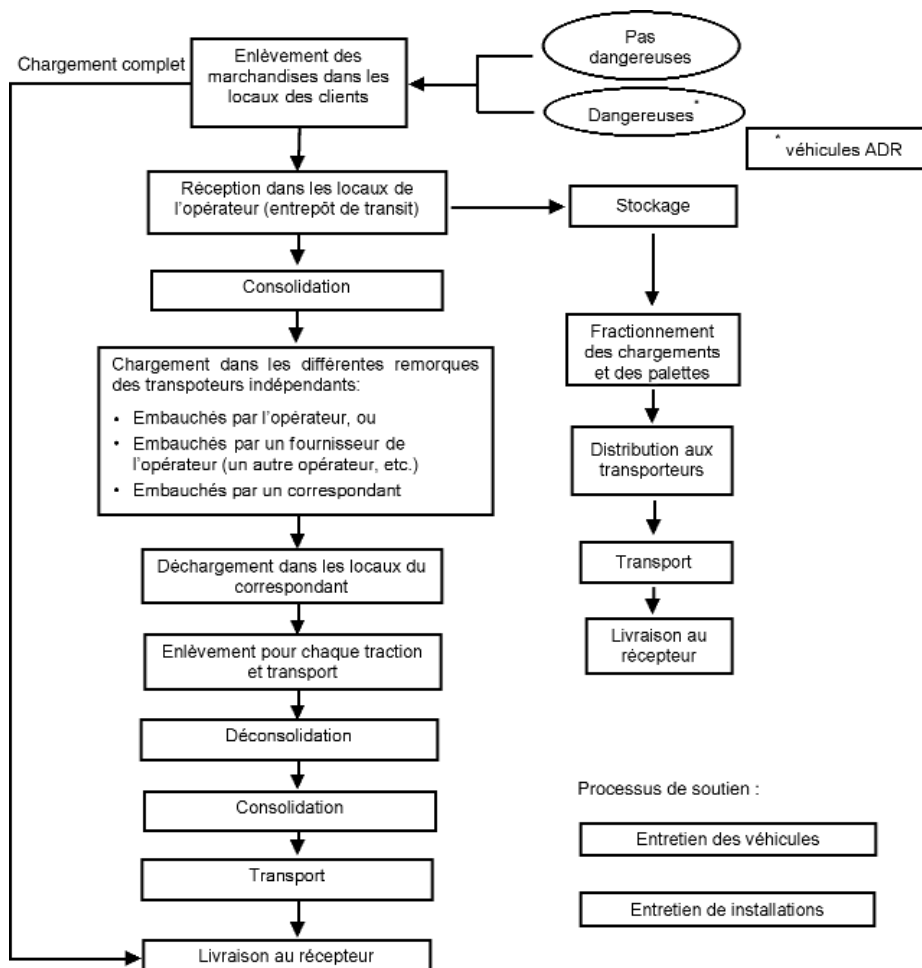 Chargement complet
Enlèvement des
marchandises dans les
locaux des clients
Pas
dangereuses
Dangereuses*
* véhicules ADR
Réception dans les locaux de
l'opérateur (entrepôt de transit)
Stockage
Consolidation
Fractionnement
des chargements
et des palettes
Chargement dans les différentes remorques
des transpoteurs indépendants:
• Embauchés par l'opérateur, ou
• Embauchés par un fournisseur de
l'opérateur (un autre opérateur, etc.)
• Embauchés par un correspondant
Distribution aux
transporteurs
Déchargement dans les locaux du
correspondant
Transport
Enlèvement pour chaque traction
et transport
Livraison au
récepteur
Déconsolidation
Consolidation
Transport
Livraison au récepteur
Processus de soutien :
Entretien des véhicules
Entretien de installations